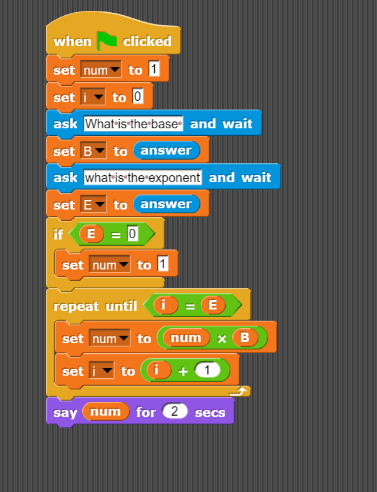 when clicked
set num to 1
set i to 0
ask What is the base and wait
set B to answer
ask what is the exponent and wait
set E to answer
if E = 0
set num to 1
repeat until i = E
set num to num × B
set i to i + 1
say num for 2 secs